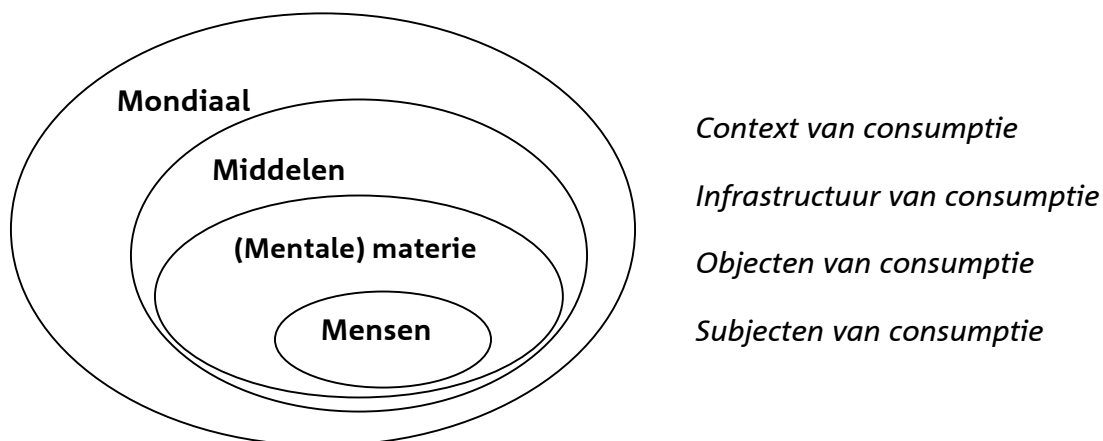 Mondiaal
Context van consumptie
Middelen
Infrastructuur van consumptie
(Mentale) materie
Objecten van consumptie
Mensen
Subjecten van consumptie